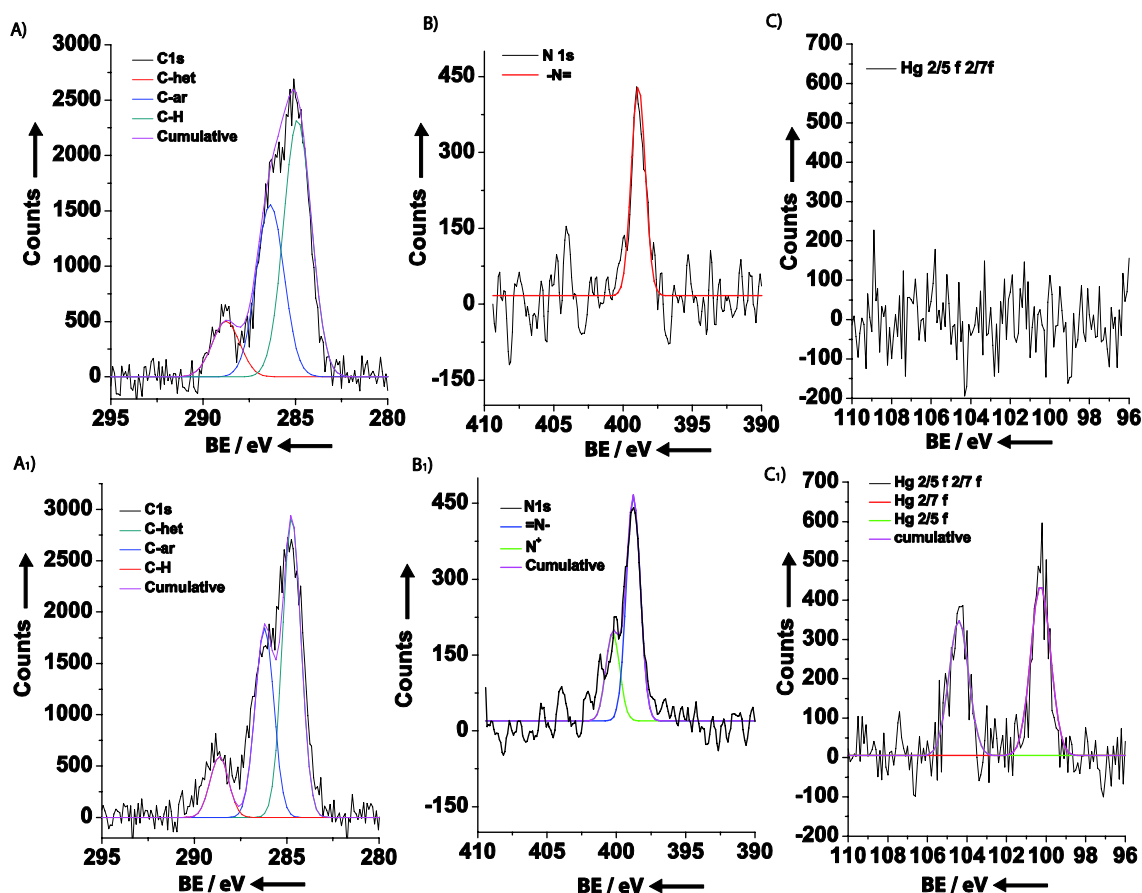 A)
3000
2500
2000
1500
1000
500
0
C1s
C-het
C-ar
C-H
Cumulative
Counts
295 290 285 280
BE / eV
B)
450
300
150
0
-150
N 1s
-N=
Counts
410 405 400 395 390
BE / eV
C)
700
600
500
400
300
200
100
0
-100
-200
Hg 2/5 f 2/7f
Counts
110 108 106 104 102 100 98 96
BE / eV
A1)
3000
2500
2000
1500
1000
500
0
C1s
C-het
C-ar
C-H
Cumulative
Counts
295 290 285 280
BE / eV
B1)
450
300
150
0
-150
N1s
=N-
N+
Cumulative
Counts
410 405 400 395 390
BE / eV
C1)
700
600
500
400
300
200
100
0
-100
-200
Hg 2/5 f 2/7 f
Hg 2/7 f
Hg 2/5 f
cumulative
Counts
110 108 106 104 102 100 98 96
BE / eV